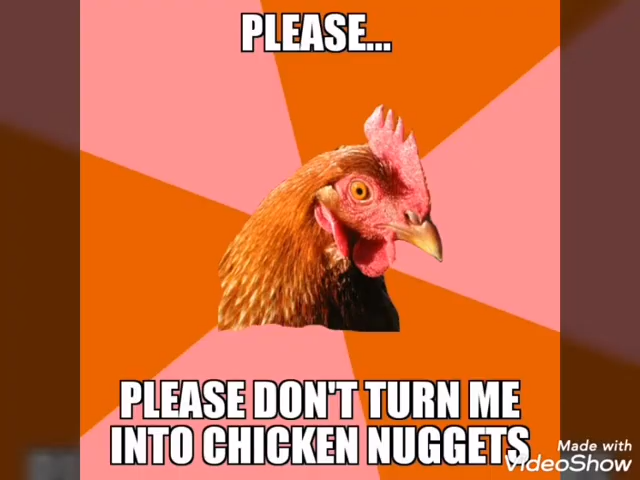 PLEASE...
PLEASE DON'T TURN ME
INTO CHICKEN NUGGETS
Made with
VideoShow